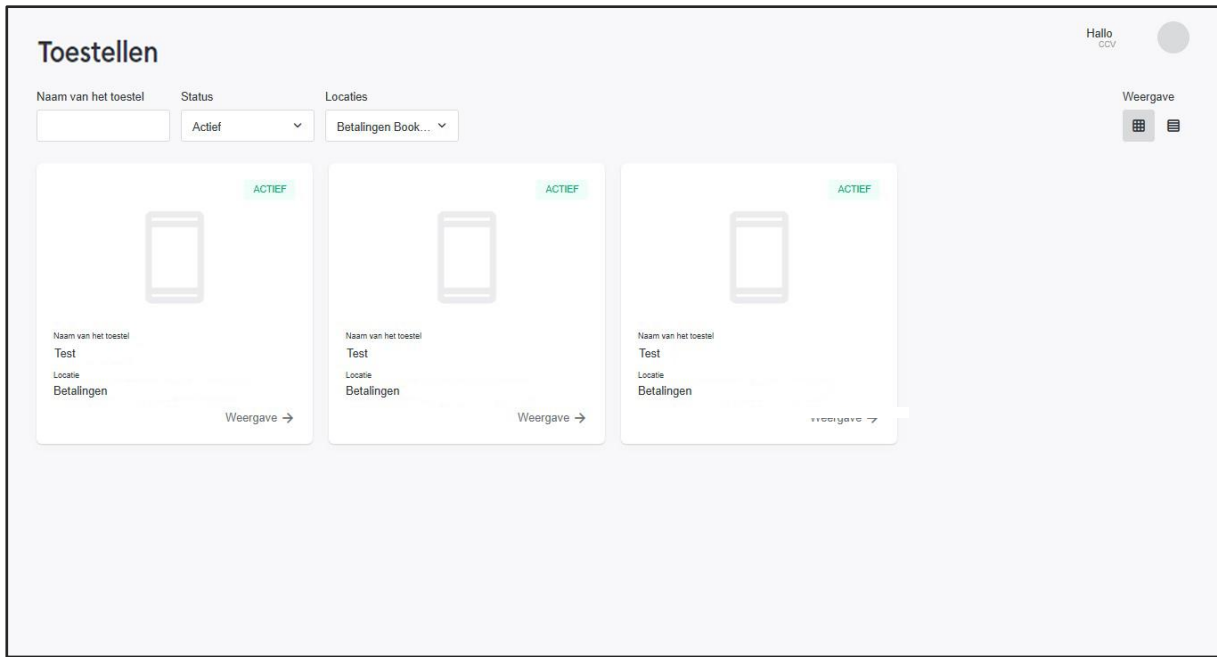 Toestellen
Hallo
CCV
Naam van het toestel Status Locaties Weergave
Actief Betalingen Book...
ACTIEF ACTIEF ACTIEF
Naam van het toestel Naam van het toestel Naam van het toestel
Test Test Test
Locatie Locatie Locatie
Betalingen Betalingen Betalingen
Weergave → Weergave → Weergave →